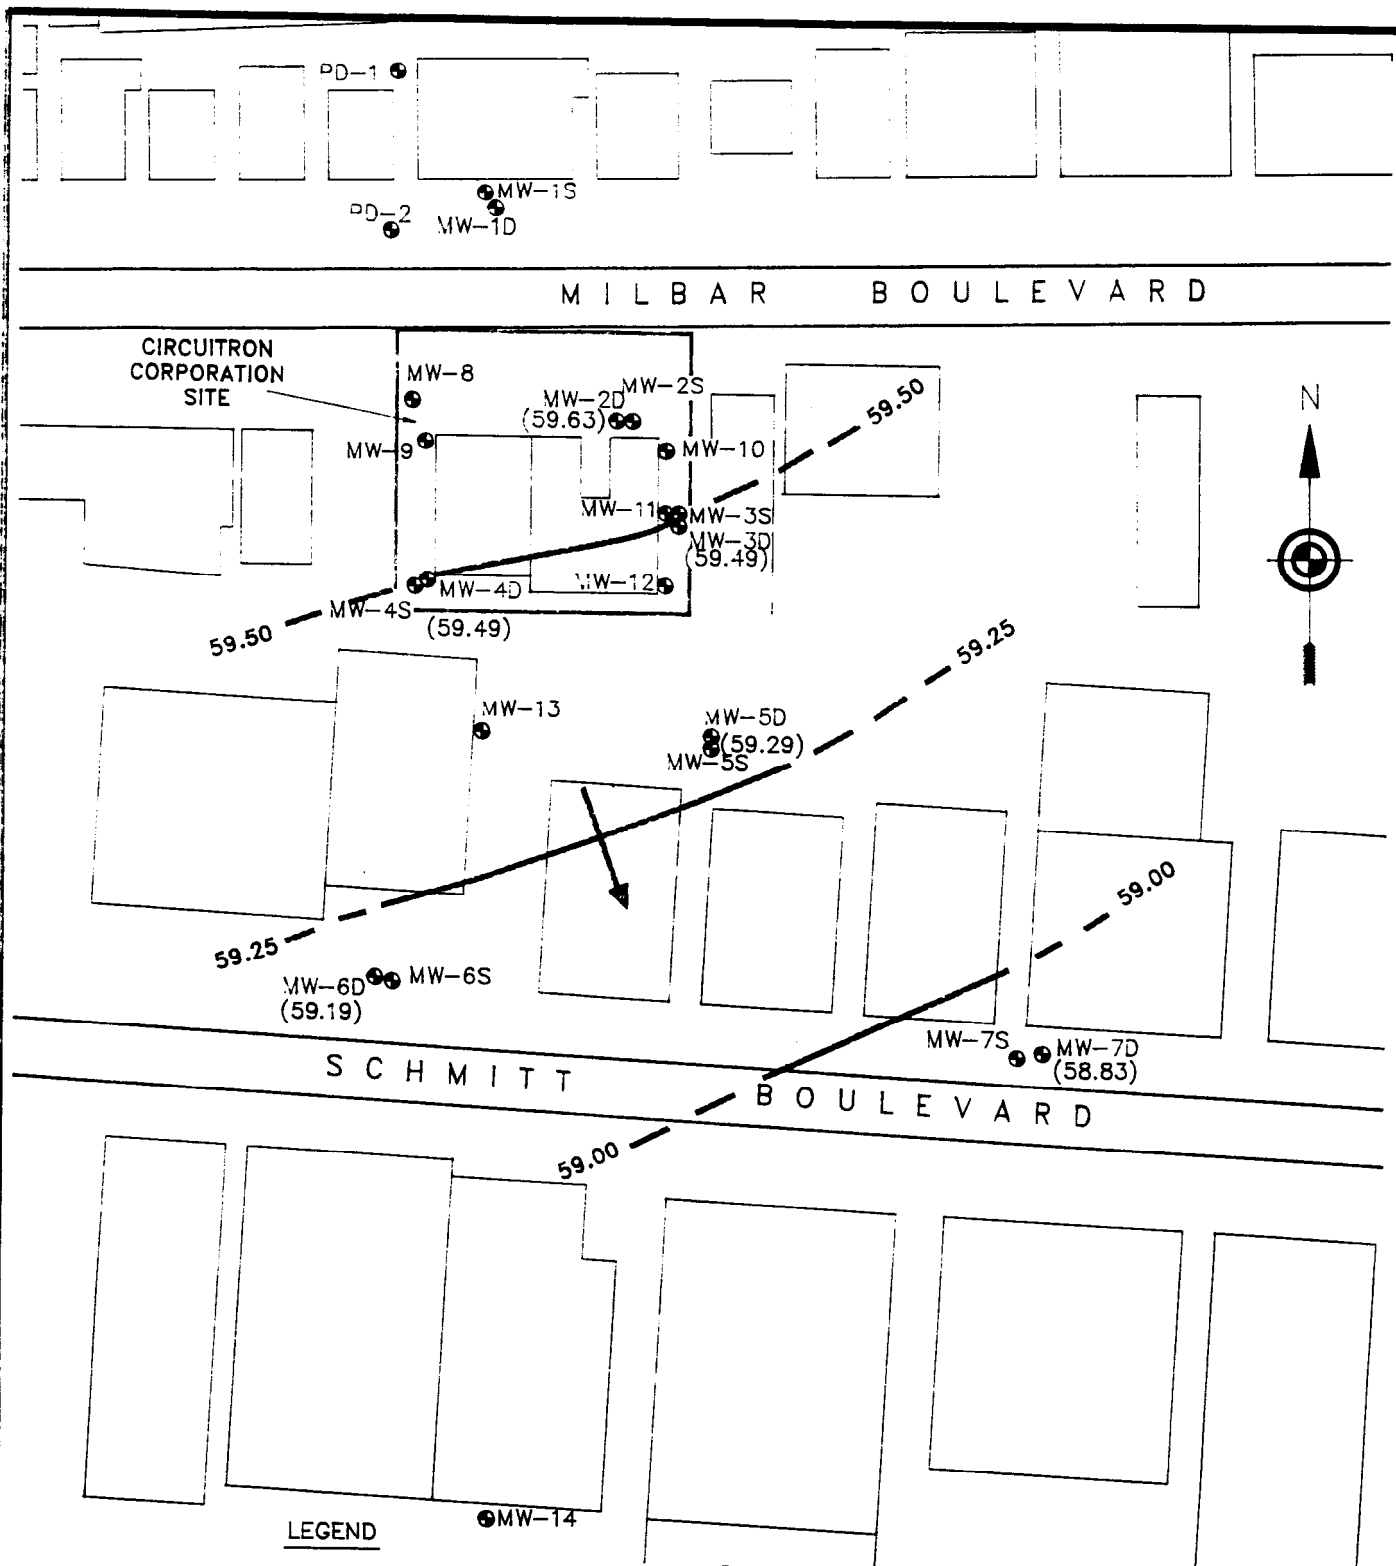 PD-1
MW-1S
PD-2
MW-1D
MILBAR BOULEVARD
CIRCUITRON
CORPORATION
SITE
MW-8
MW-2S
MW-2D
(59.63)
59.50
N
MW-9
MW-10
MW-11
MW-3S
MW-3D
(59.49)
MW-12
MW-4D
MW-4S
(59.49)
59.50
59.25
MW-13
MW-5D
(59.29)
MW-5S
59.00
59.25
MW-6S
MW-6D
(59.19)
MW-7S
MW-7D
(58.83)
SCHMITT BOULEVARD
59.00
MW-14
LEGEND